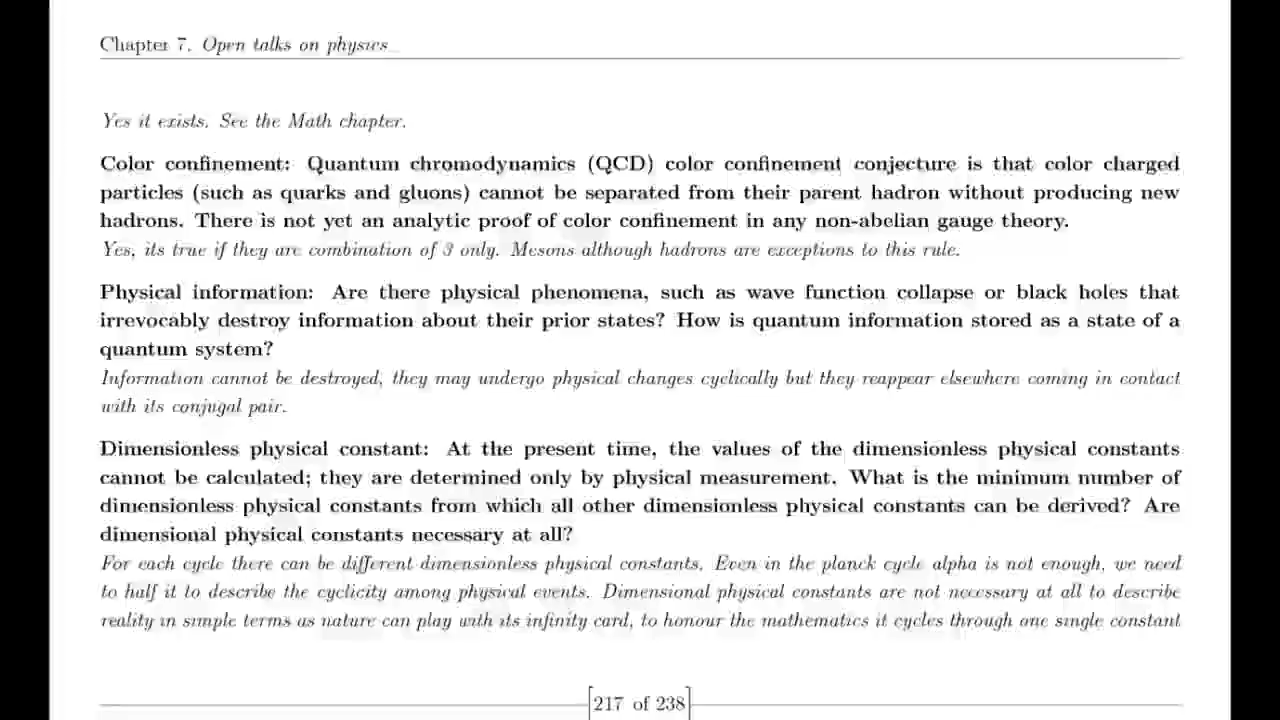 Chapter 7. Open talks on physics
Yes it exists. See the Math chapter.
Color confinement: Quantum chromodynamics (QCD) color confinement conjecture is that color charged
particles (such as quarks and gluons) cannot be separated from their parent hadron without producing new
hadrons. There is not yet an analytic proof of color confinement in any non-abelian gauge theory.
Yes, its true if they are combination of 3 only. Mesons although hadrons are exceptions to this rule.
Physical information: Are there physical phenomena, such as wave function collapse or black holes that
irrevocably destroy information about their prior states? How is quantum information stored as a state of a
quantum system?
Information cannot be destroyed, they may undergo physical changes cyclically but they reappear elsewhere coming in contact
with its conjugal pair.
Dimensionless physical constant: At the present time, the values of the dimensionless physical constants
cannot be calculated; they are determined only by physical measurement. What is the minimum number of
dimensionless physical constants from which all other dimensionless physical constants can be derived? Are
dimensional physical constants necessary at all?
For each cycle there can be different dimensionless physical constants. Even in the planck cycle alpha is not enough, we need
to half it to describe the cyclicity among physical events. Dimensional physical constants are not necessary at all to describe
reality in simple terms as nature can play with its infinity card, to honour the mathematics it cycles through one single constant
217 of 238